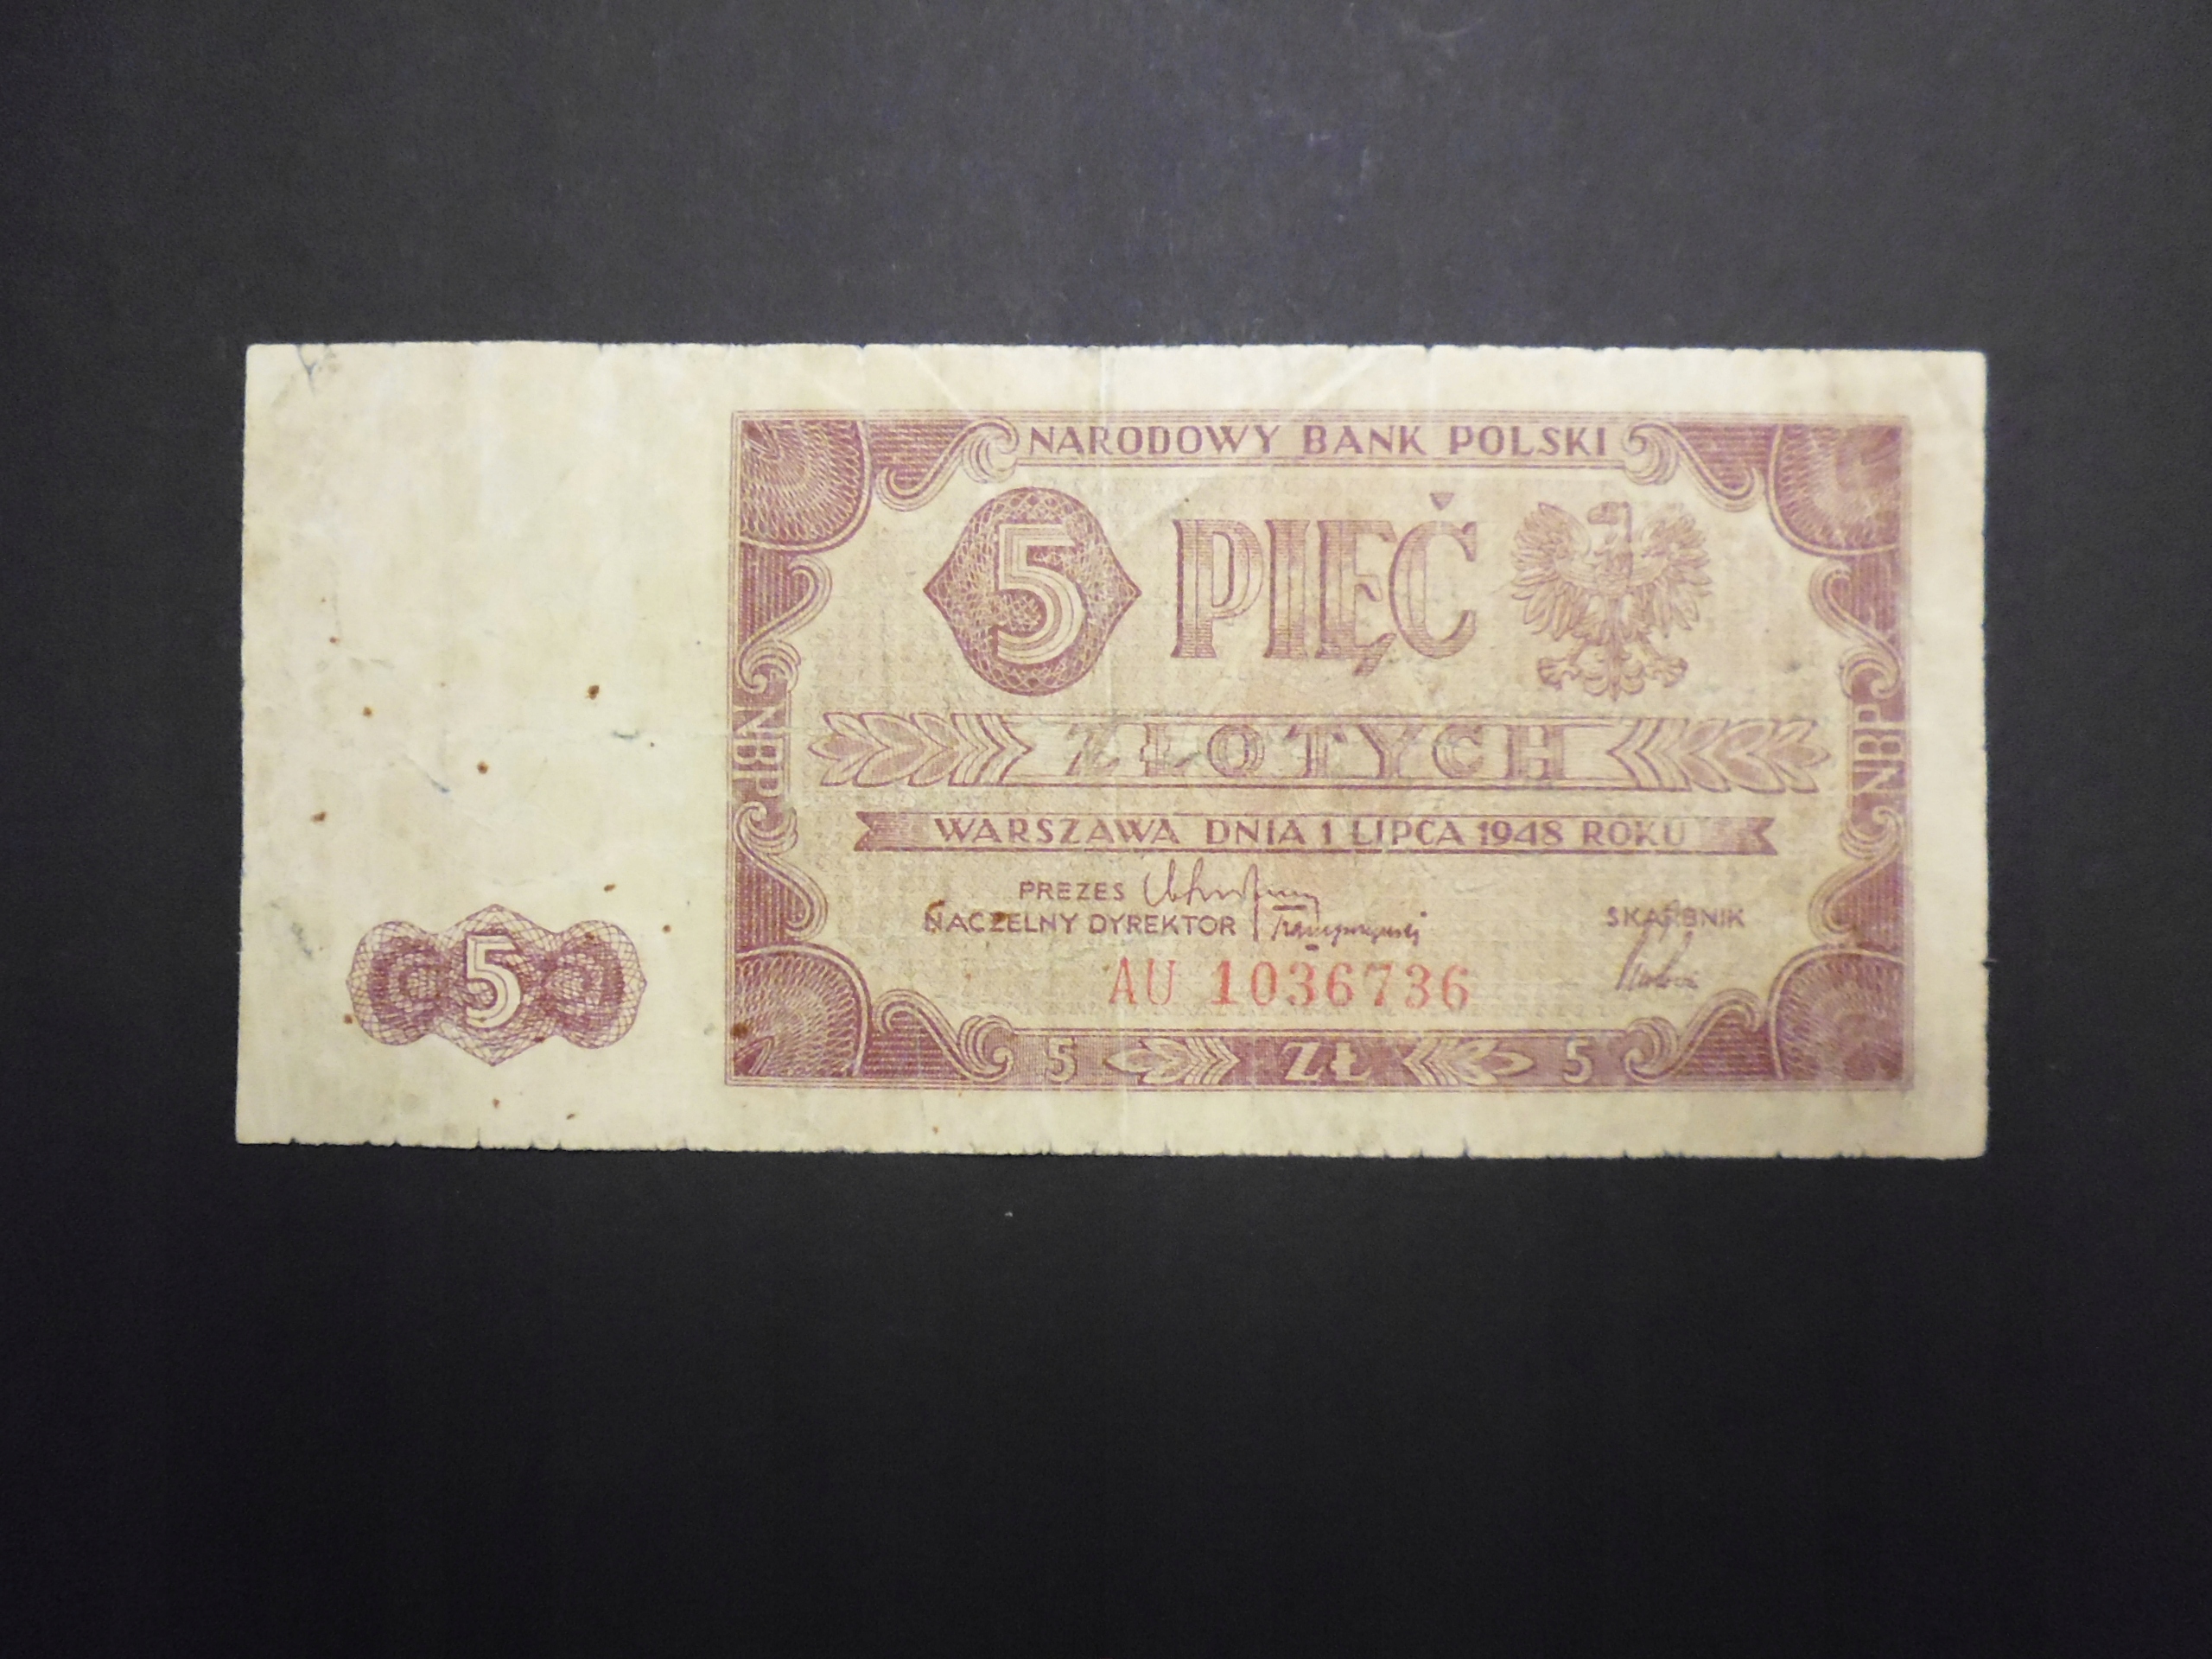 NARODOWY BANK POLSKI
5 PIĘĆ
ZŁOTYCH
WARSZAWA DNIA 1 LIPCA 1948 ROKU
PREZES
NACZELNY DYREKTOR
SKARBNIK
AU 1036736
5 ZŁ 5
NBP
NBP
5